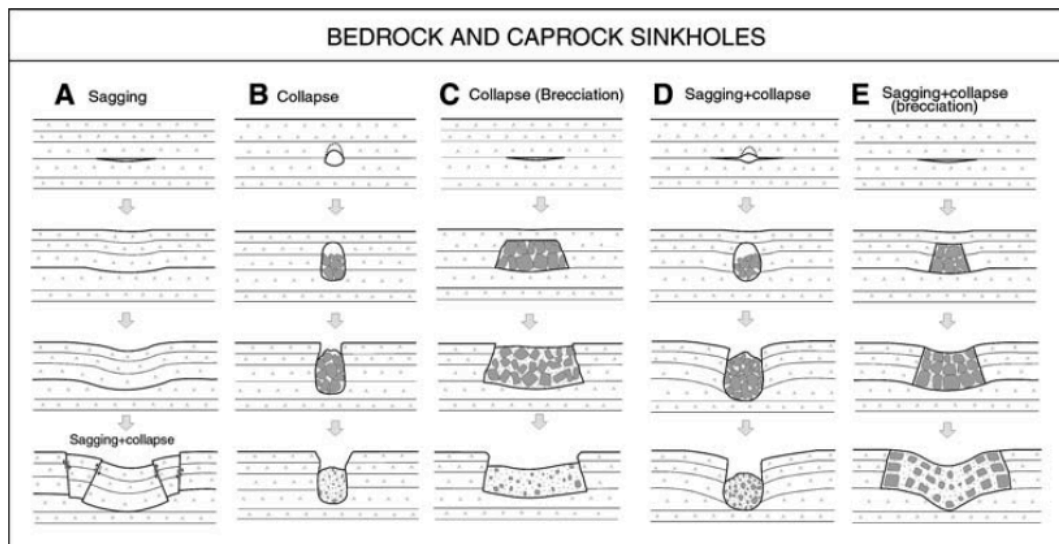 BEDROCK AND CAPROCK SINKHOLES
A Sagging
B Collapse
C Collapse (Brecciation)
D Sagging+collapse
E Sagging+collapse
(brecciation)
Sagging+collapse